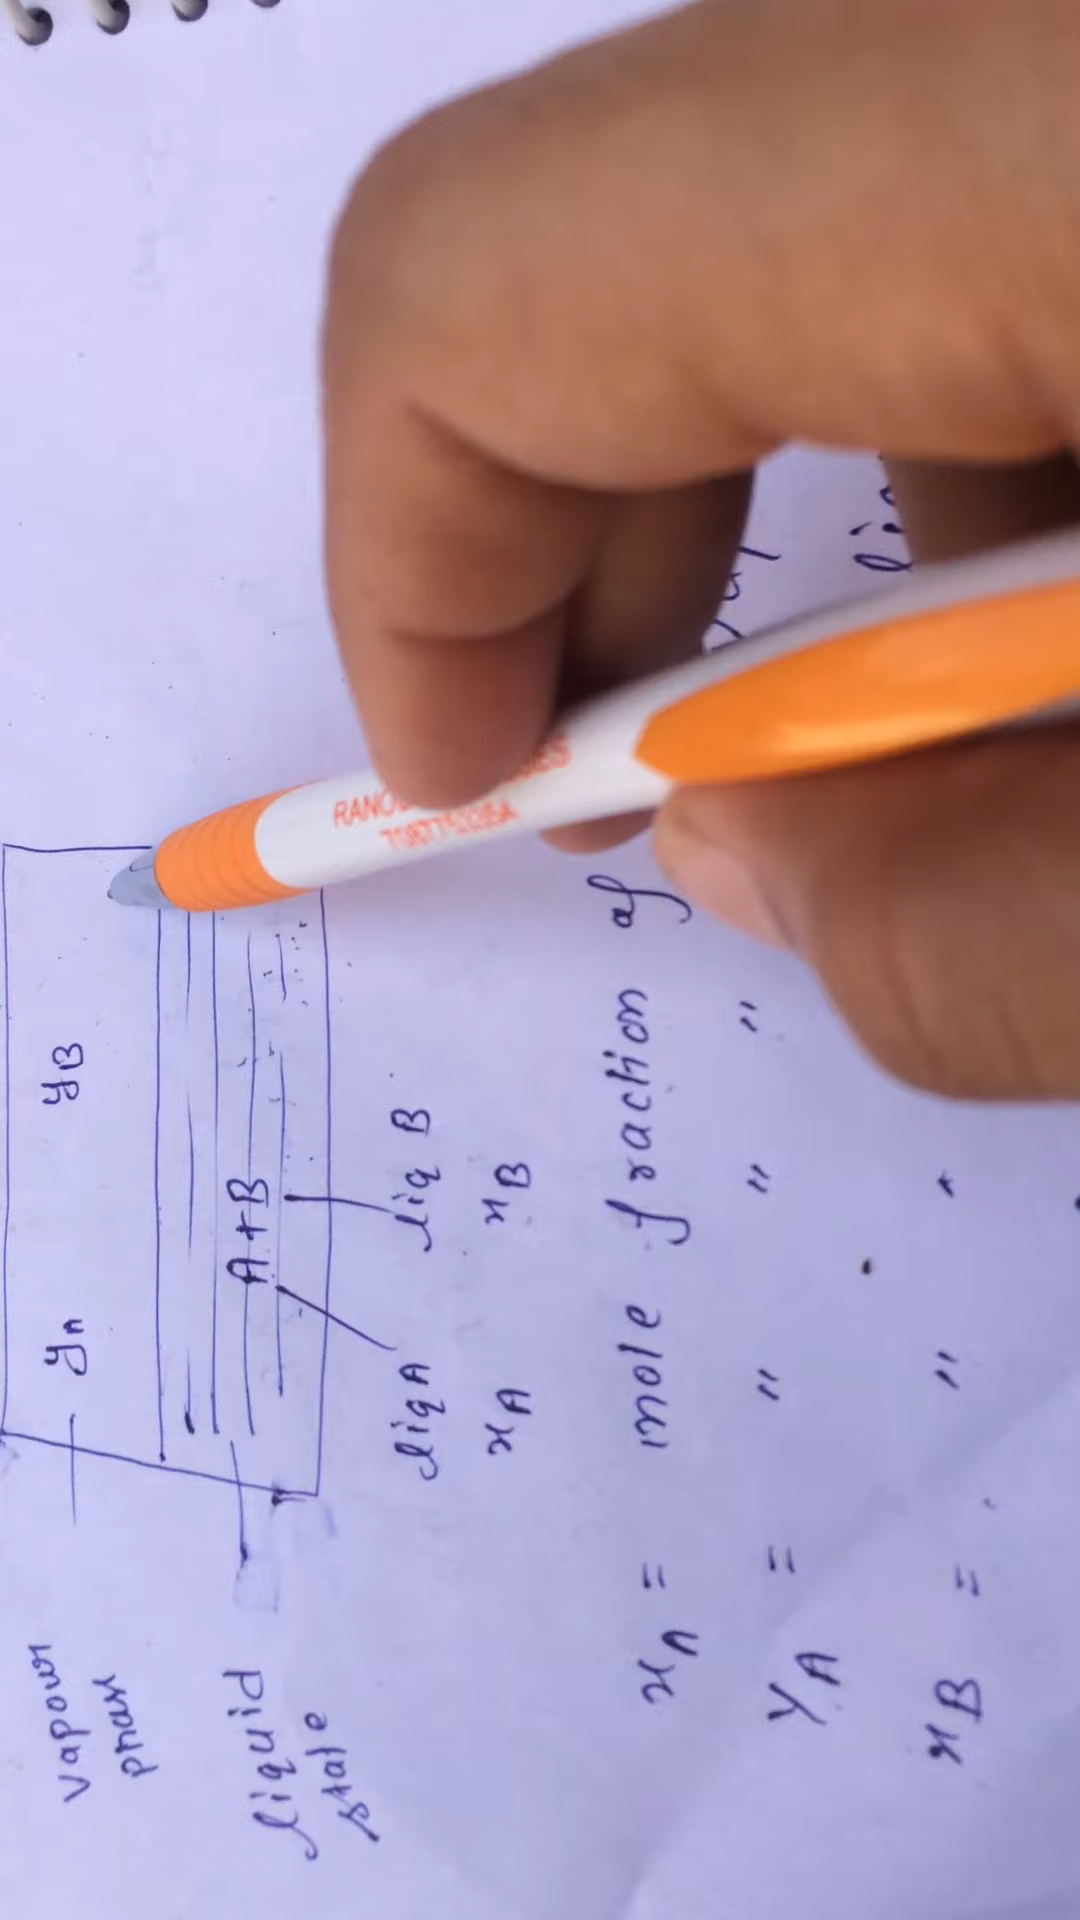 Vapour
phase
yA yB
liquid
state
A+B
liq A liq B
xA xB
xA = mole fraction of
YA = " " "
xB = " "